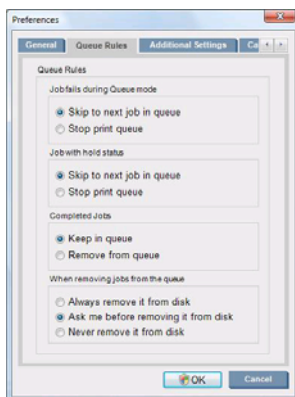 Preferences
General Queue Rules Additional Settings Ca
Queue Rules
Job fails during Queue mode
Skip to next job in queue
Stop print queue
Job with hold status
Skip to next job in queue
Stop print queue
Completed Jobs
Keep in queue
Remove from queue
When removing jobs from the queue
Always remove it from disk
Ask me before removing it from disk
Never remove it from disk
OK Cancel